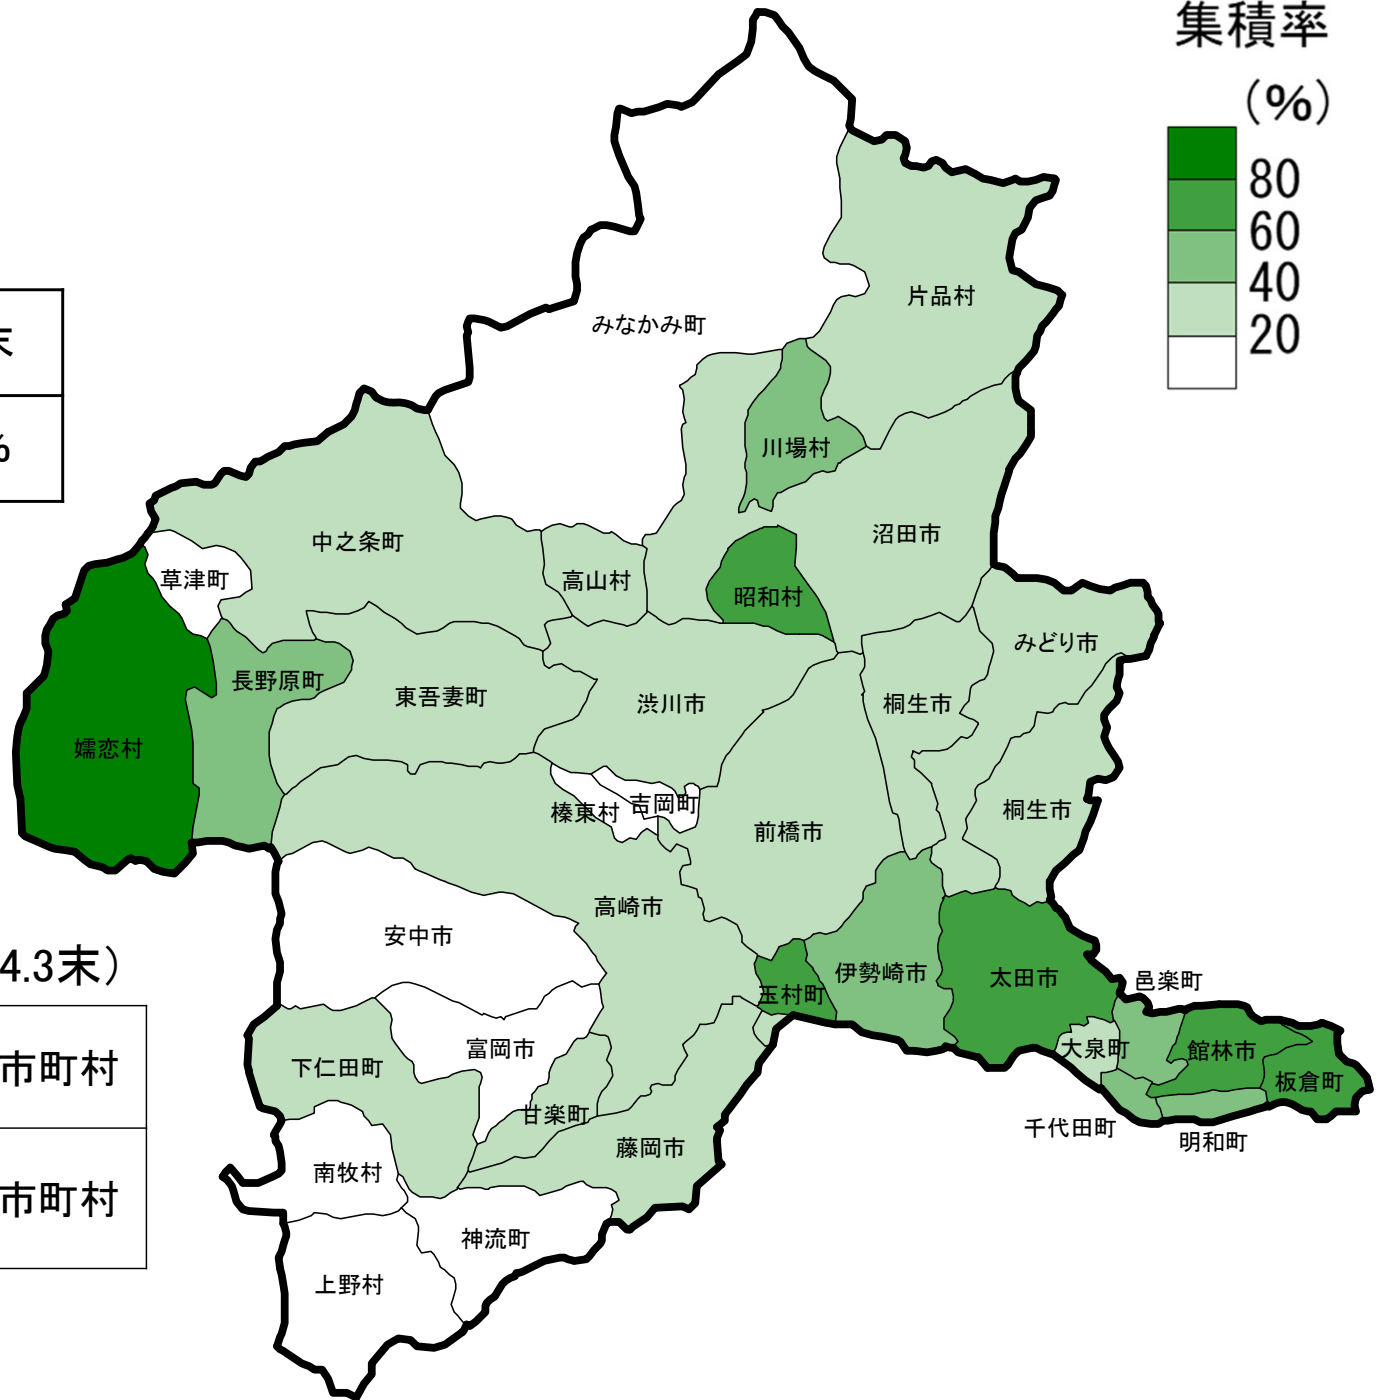 集積率
(%)
80
60
40
20
末
%
片品村
みなかみ町
川場村
沼田市
中之条町
草津町
高山村
昭和村
みどり市
長野原町
東吾妻町
渋川市
桐生市
嬬恋村
榛東村
吉岡町
前橋市
桐生市
高崎市
安中市
4.3末)
玉村町
伊勢崎市
太田市
邑楽町
市町村
下仁田町
富岡市
大泉町
館林市
板倉町
甘楽町
藤岡市
千代田町
明和町
市町村
南牧村
神流町
上野村